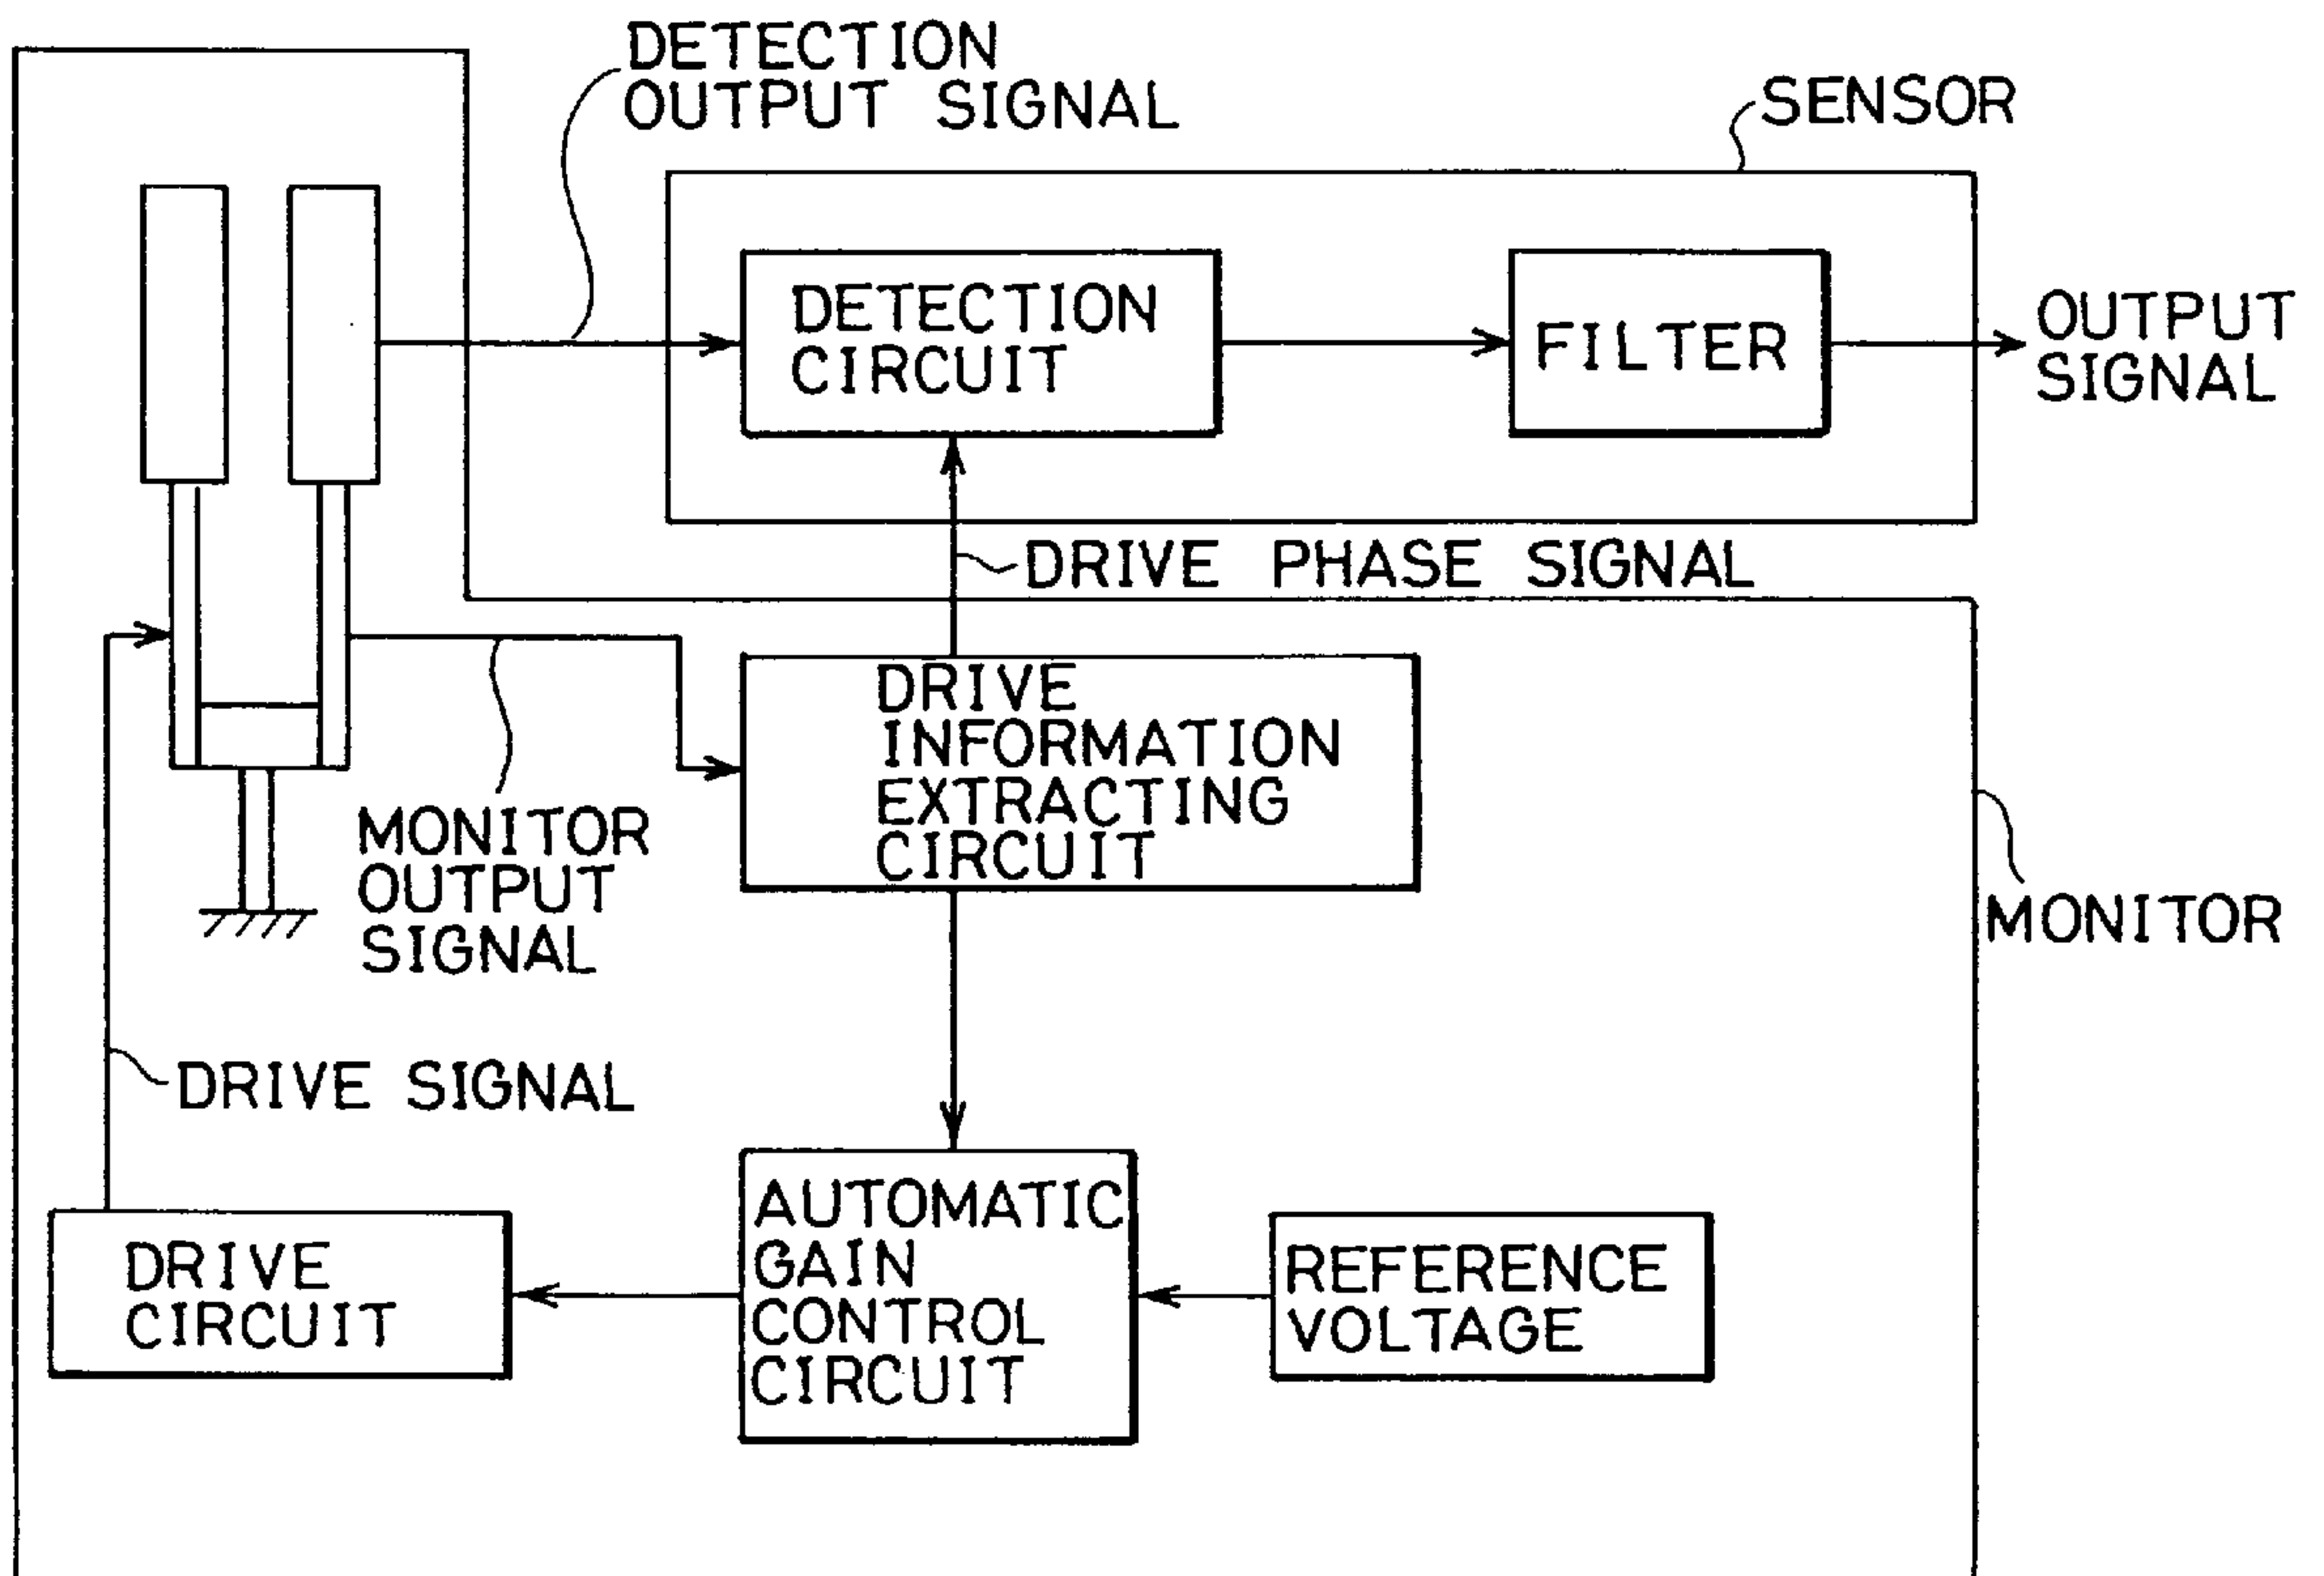 DETECTION
OUTPUT SIGNAL
SENSOR
DETECTION
CIRCUIT
FILTER
OUTPUT
SIGNAL
DRIVE PHASE SIGNAL
DRIVE
INFORMATION
EXTRACTING
CIRCUIT
MONITOR
OUTPUT
SIGNAL
MONITOR
DRIVE SIGNAL
DRIVE
CIRCUIT
AUTOMATIC
GAIN
CONTROL
CIRCUIT
REFERENCE
VOLTAGE